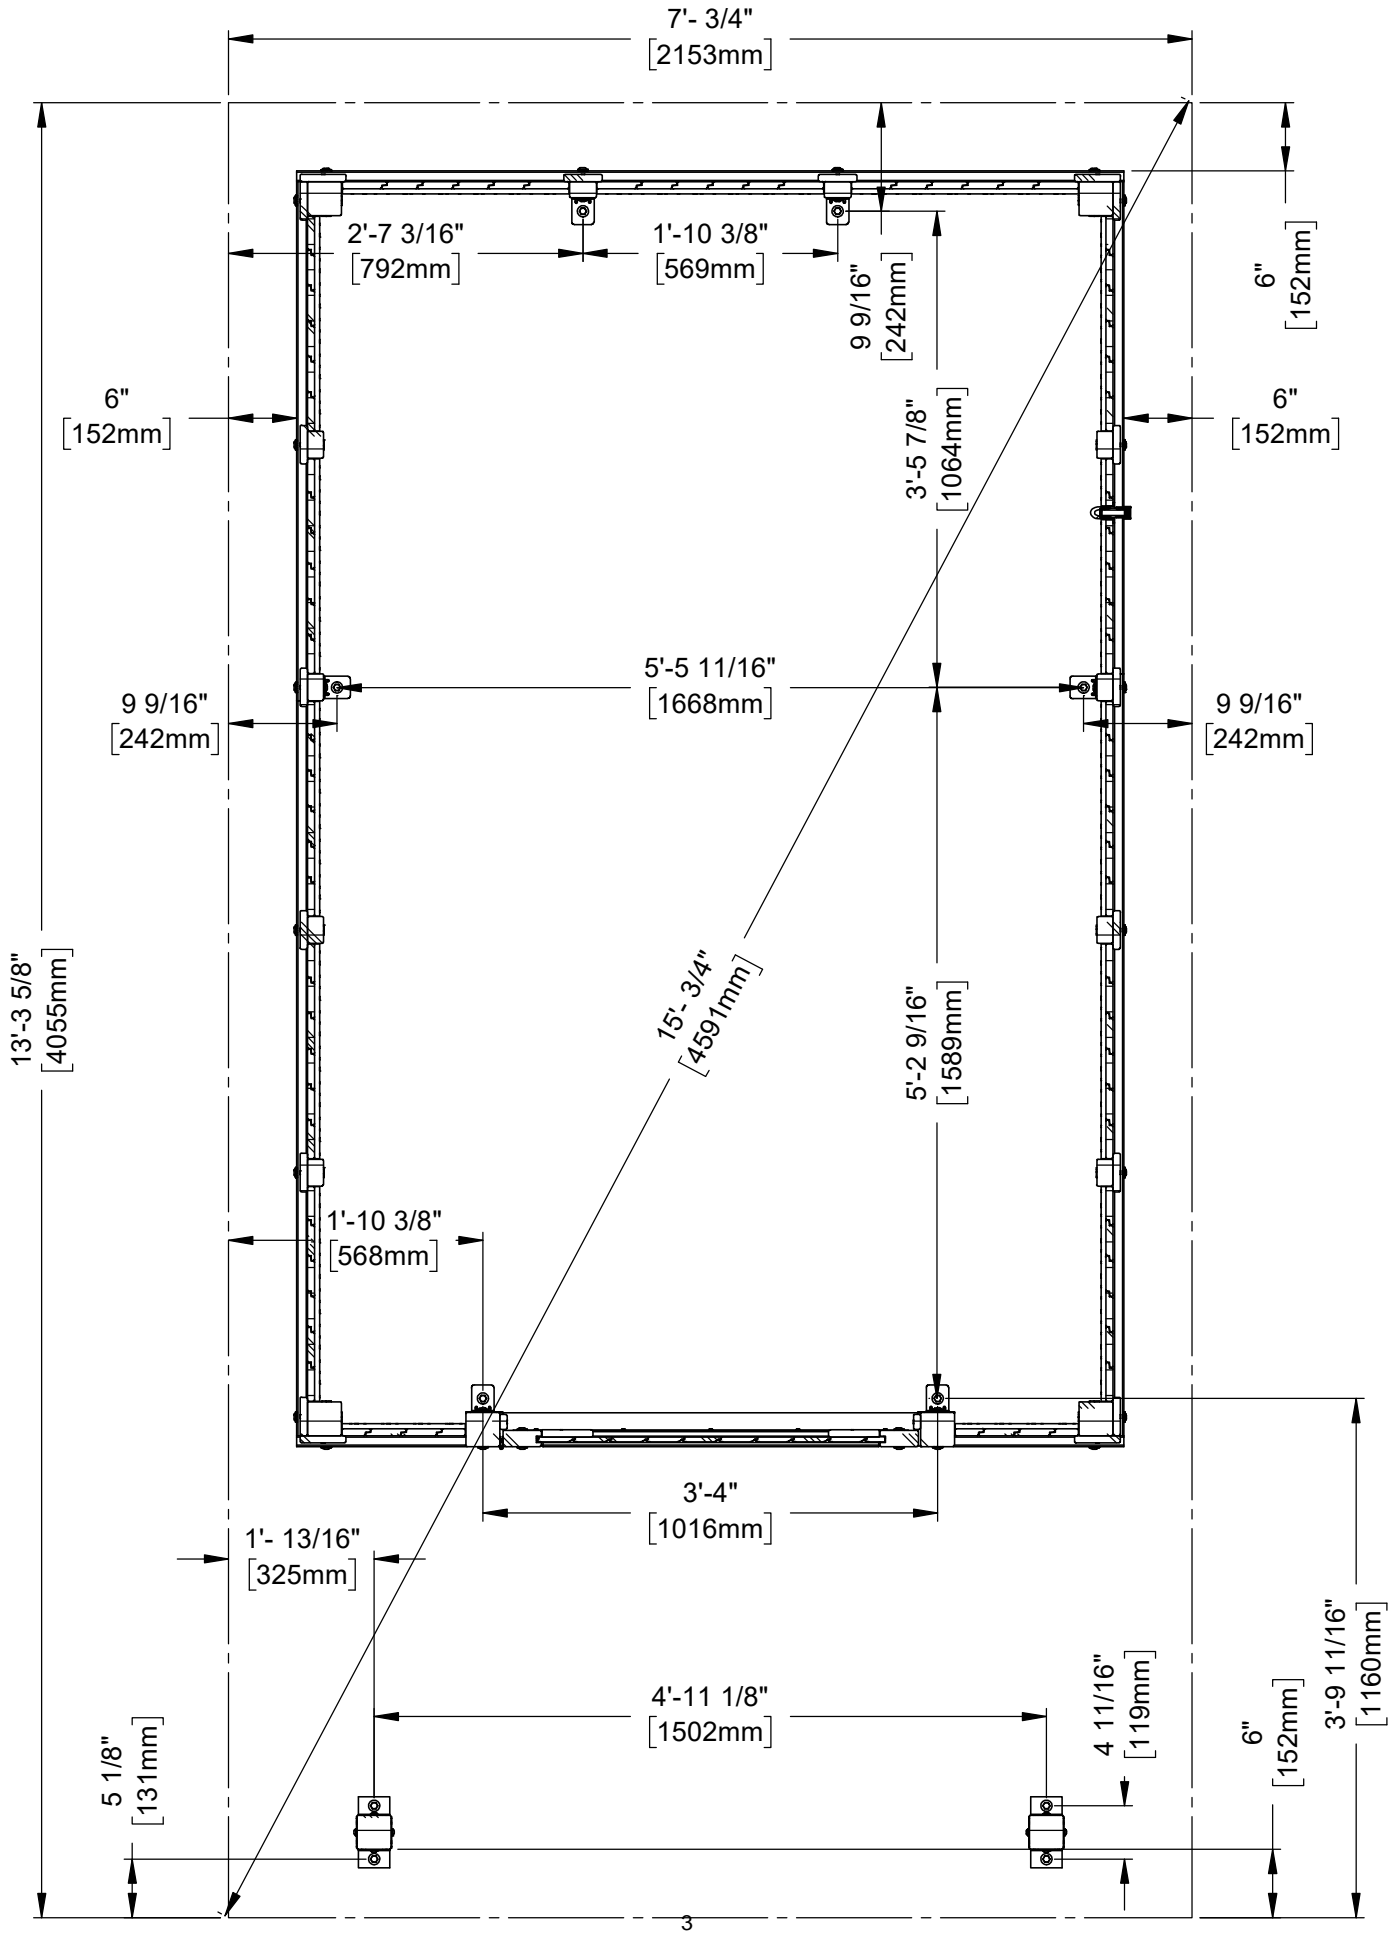 7'- 3/4"
[2153mm]
2'-7 3/16"
[792mm]
1'-10 3/8"
[569mm]
9 9/16"
[242mm]
6"
[152mm]
6"
[152mm]
3'-5 7/8"
[1064mm]
6"
[152mm]
5'-5 11/16"
[1668mm]
9 9/16"
[242mm]
9 9/16"
[242mm]
13'-3 5/8"
[4055mm]
15'- 3/4"
[4591mm]
5'-2 9/16"
[1589mm]
1'-10 3/8"
[568mm]
3'-4"
[1016mm]
1'- 13/16"
[325mm]
4'-11 1/8"
[1502mm]
4 11/16"
[119mm]
3'-9 11/16"
[1160mm]
6"
[152mm]
5 1/8"
[131mm]
3